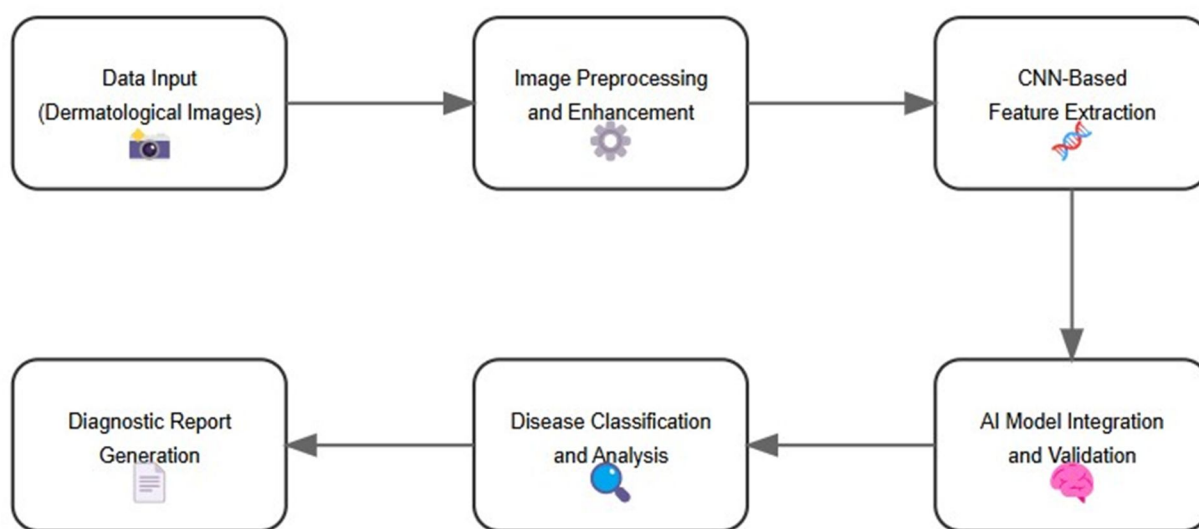 Data Input
(Dermatological Images)
Image Preprocessing
and Enhancement
CNN-Based
Feature Extraction
Diagnostic Report
Generation
Disease Classification
and Analysis
AI Model Integration
and Validation